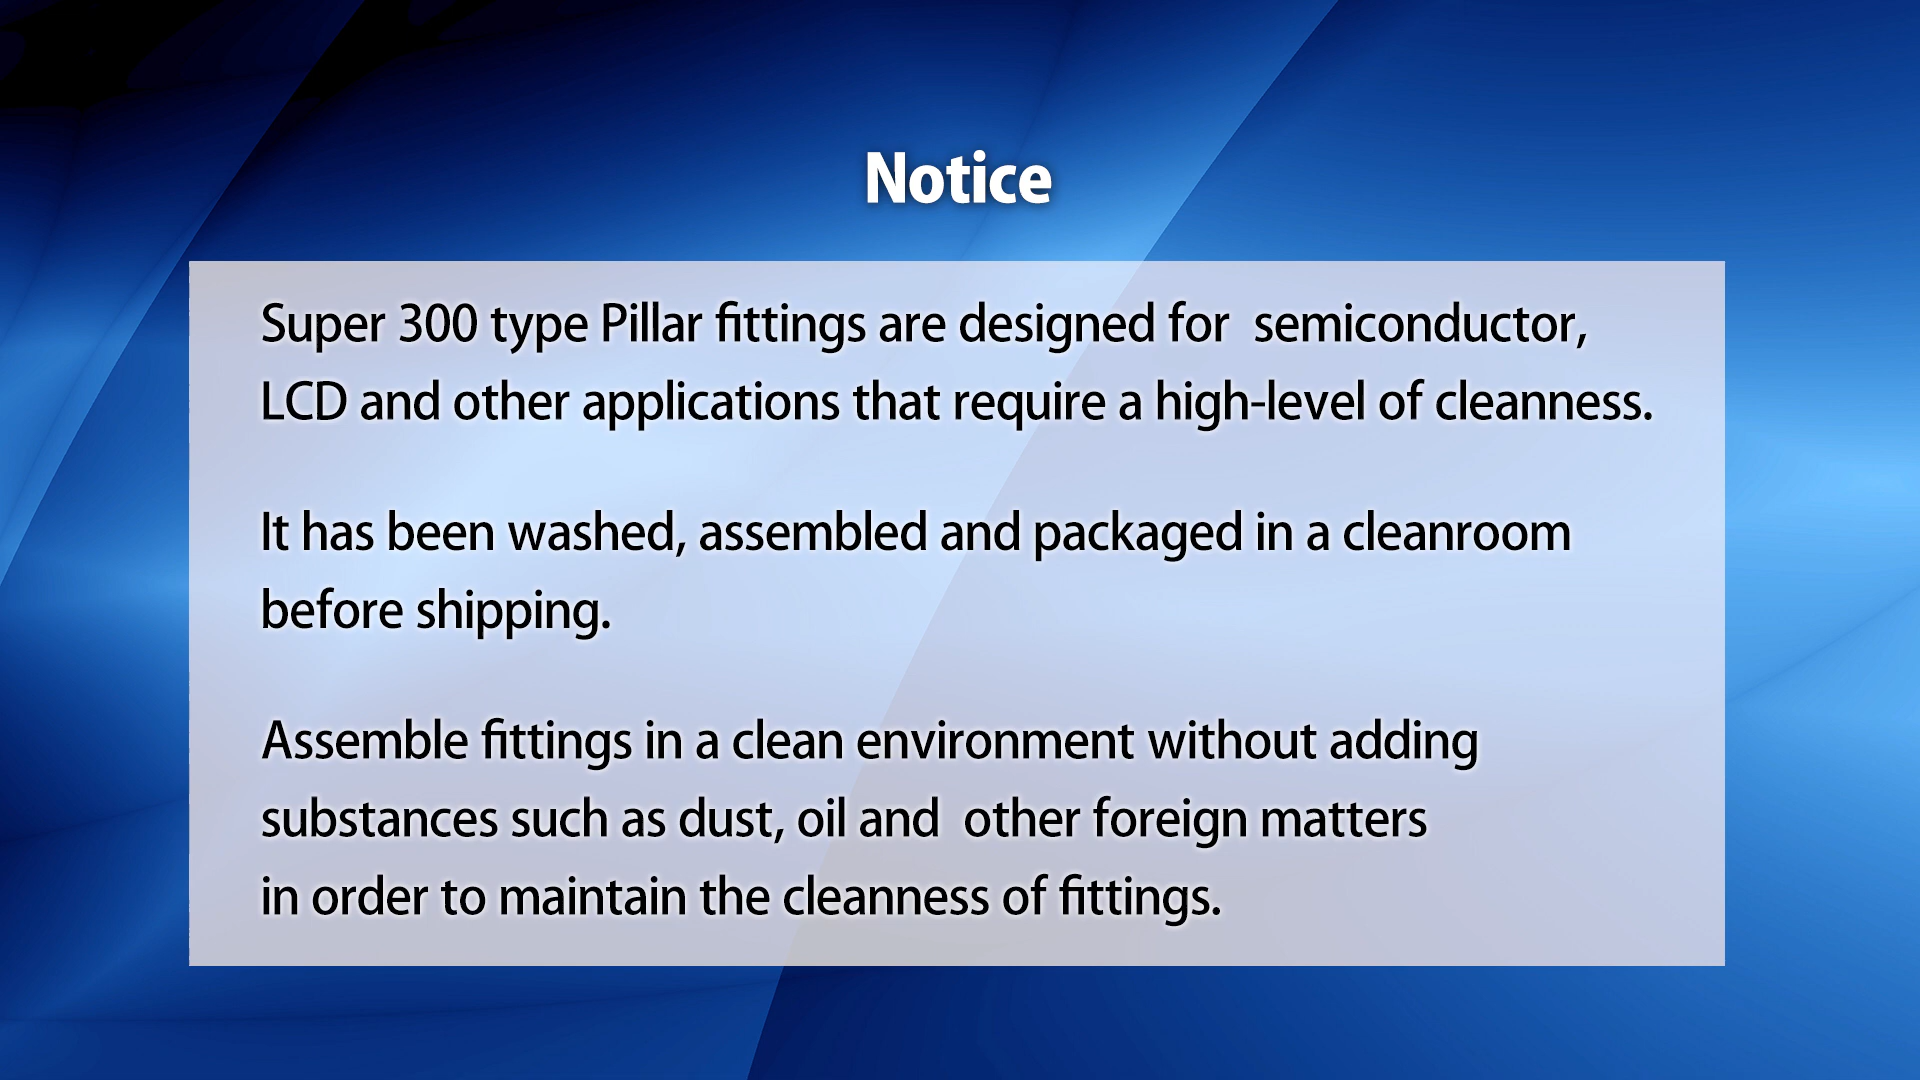 Notice
Super 300 type Pillar fittings are designed for  semiconductor,
LCD and other applications that require a high-level of cleanness.
It has been washed, assembled and packaged in a cleanroom
before shipping.
Assemble fittings in a clean environment without adding
substances such as dust, oil and  other foreign matters
in order to maintain the cleanness of fittings.